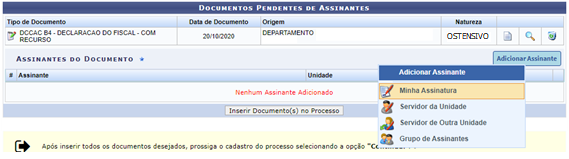 DOCUMENTOS PENDENTES DE ASSINANTES
Tipo de Documento Data de Documento Origem Natureza
DCCAC B4 - DECLARACAO DO FISCAL - COM RECURSO 20/10/2020 DEPARTAMENTO OSTENSIVO
ASSINANTES DO DOCUMENTO ★ Adicionar Assinante
# Assinante Unidade
Nenhum Assinante Adicionado
Inserir Documento(s) no Processo
Adicionar Assinante
Minha Assinatura
Servidor da Unidade
Servidor de Outra Unidade
Grupo de Assinantes
Após inserir todos os documentos desejados, prossiga o cadastro do processo selecionando a opção